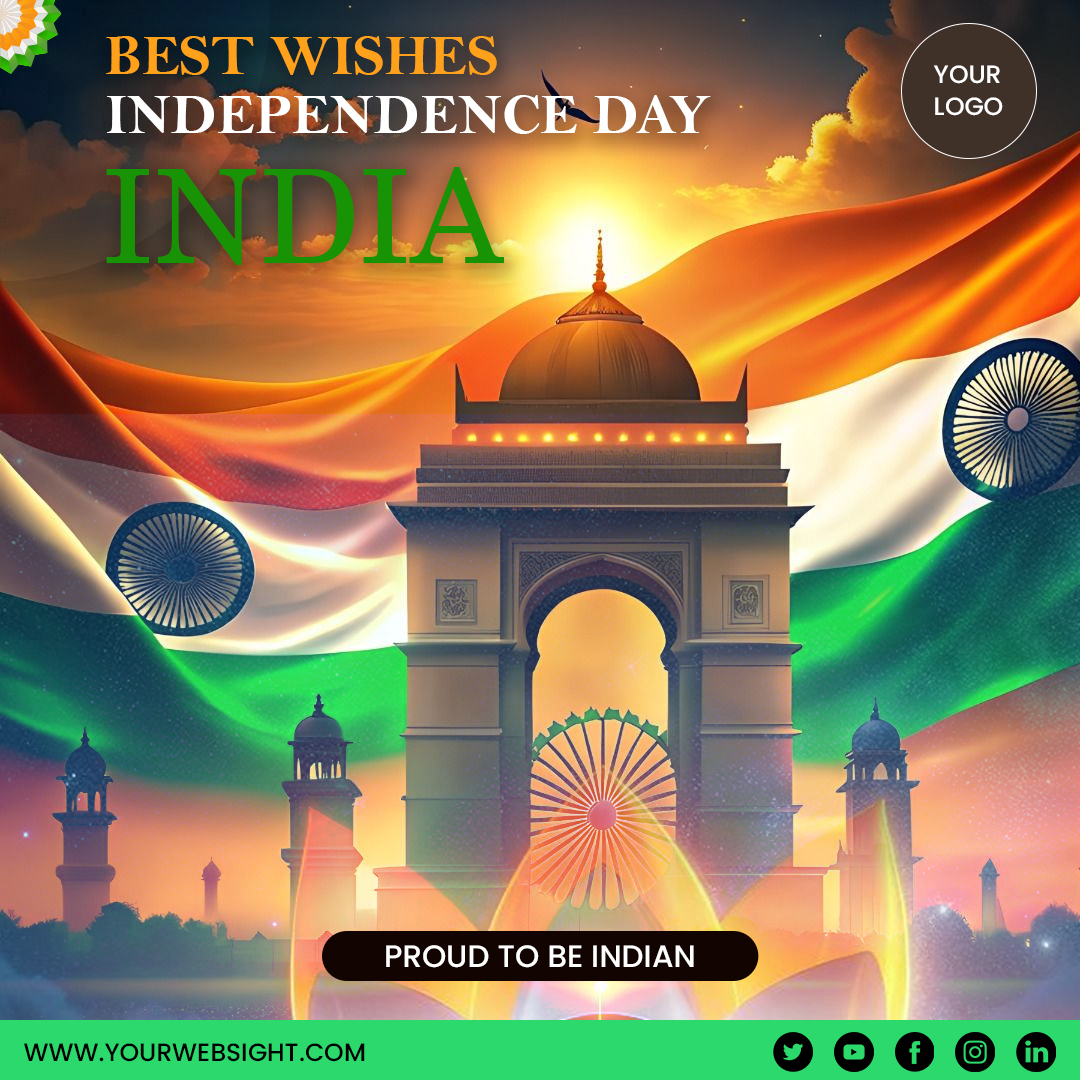 BEST WISHES
INDEPENDENCE DAY
INDIA
YOUR
LOGO
PROUD TO BE INDIAN
WWW.YOURWEBSIGHT.COM